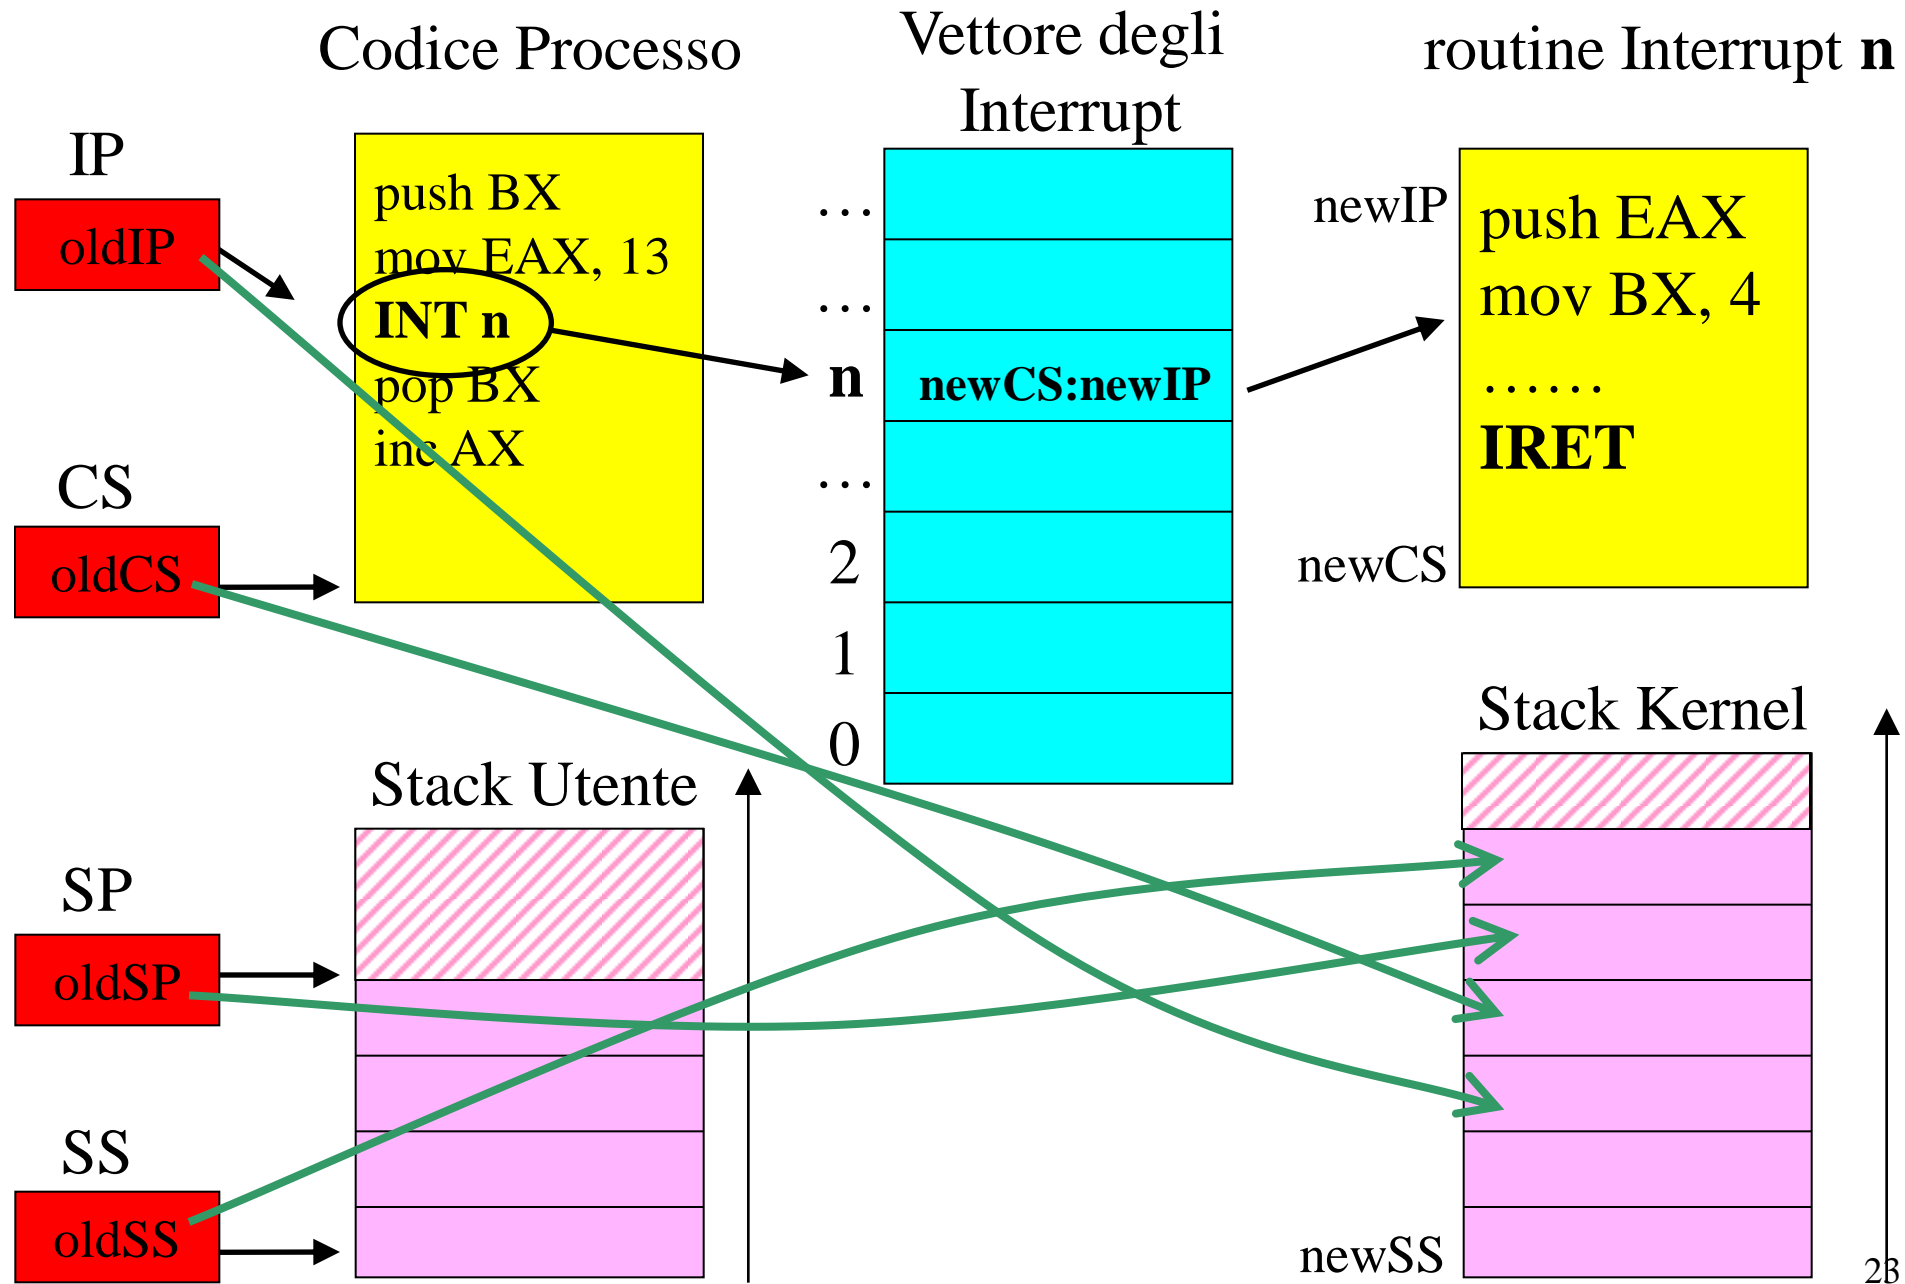 Codice Processo
Vettore degli
Interrupt
routine Interrupt n
IP
oldIP
CS
oldCS
push BX
mov EAX, 13
INT n
pop BX
inc AX
…
…
n
newCS:newIP
…
2
1
0
newIP
newCS
push EAX
mov BX, 4
……
IRET
Stack Utente
Stack Kernel
SP
oldSP
SS
oldSS
newSS
23